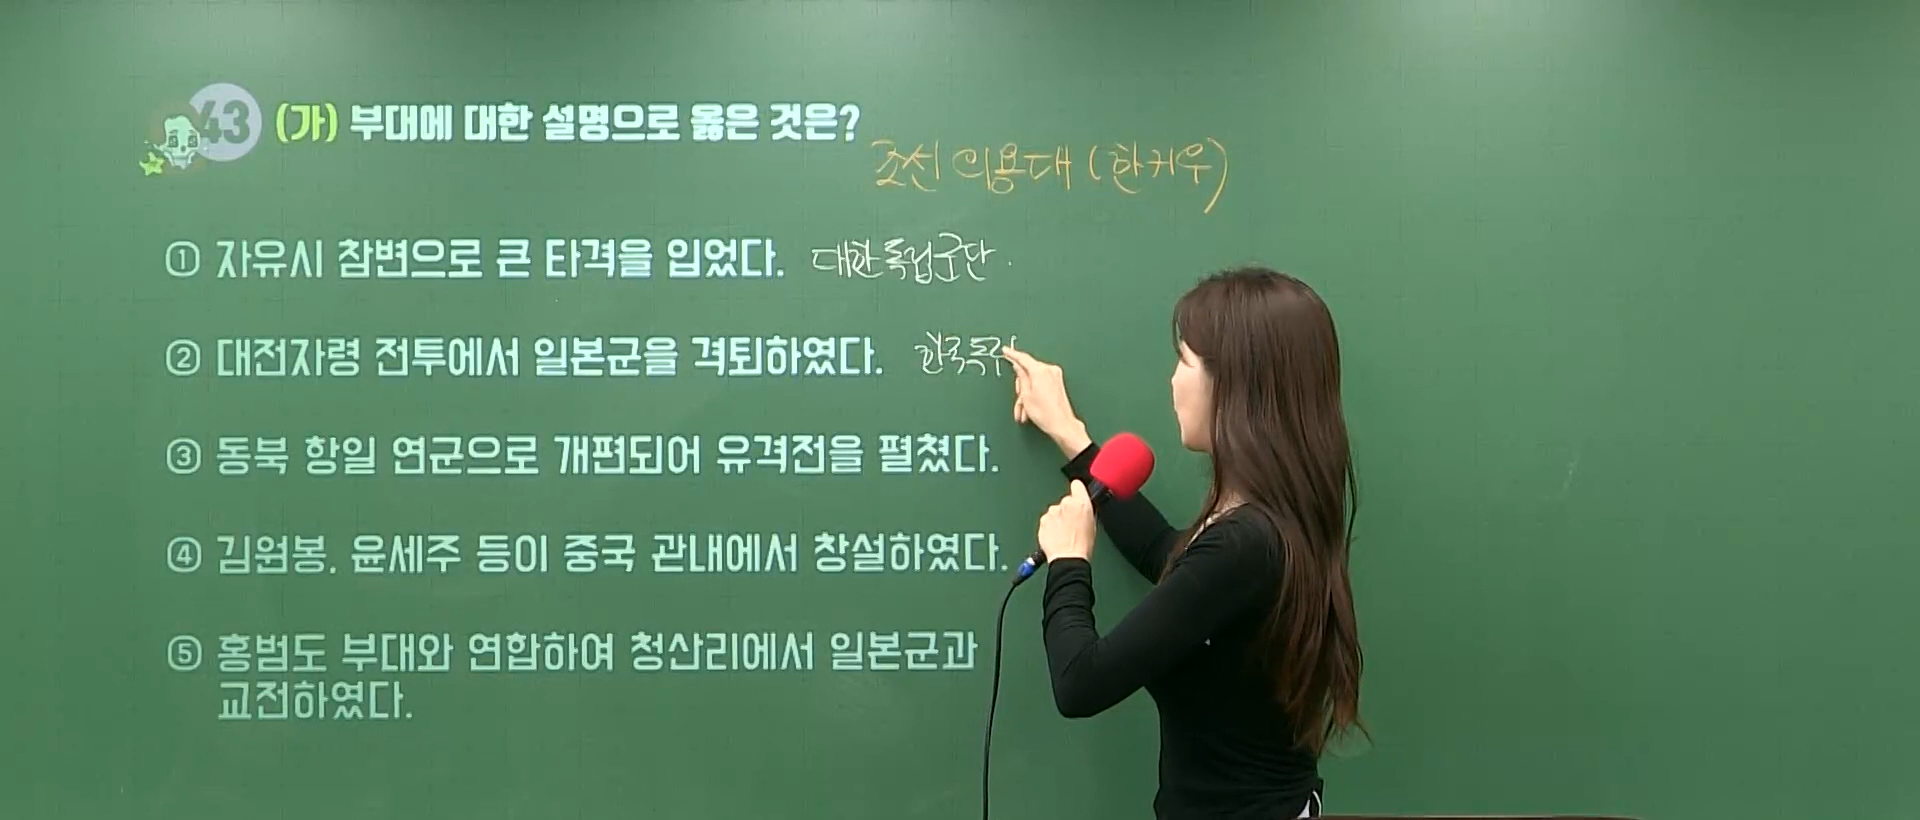 43 (가) 부대에 대한 설명으로 옳은 것은?
조선 의용대 (한커우)
① 자유시 참변으로 큰 타격을 입었다. 대한독립군단.
② 대전자령 전투에서 일본군을 격퇴하였다. 한국독
③ 동북 항일 연군으로 개편되어 유격전을 펼쳤다.
④ 김원봉, 윤세주 등이 중국 관내에서 창설하였다.
⑤ 홍범도 부대와 연합하여 청산리에서 일본군과
교전하였다.